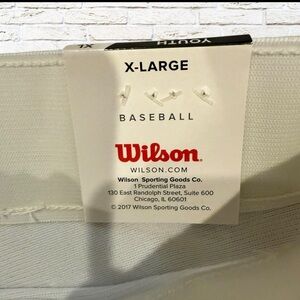 XL YOUTH
X-LARGE
BASEBALL
Wilson.
WILSON.COM
Wilson Sporting Goods Co.
1 Prudential Plaza
130 East Randolph Street, Suite 600
Chicago, IL 60601
© 2017 Wilson Sporting Goods Co.